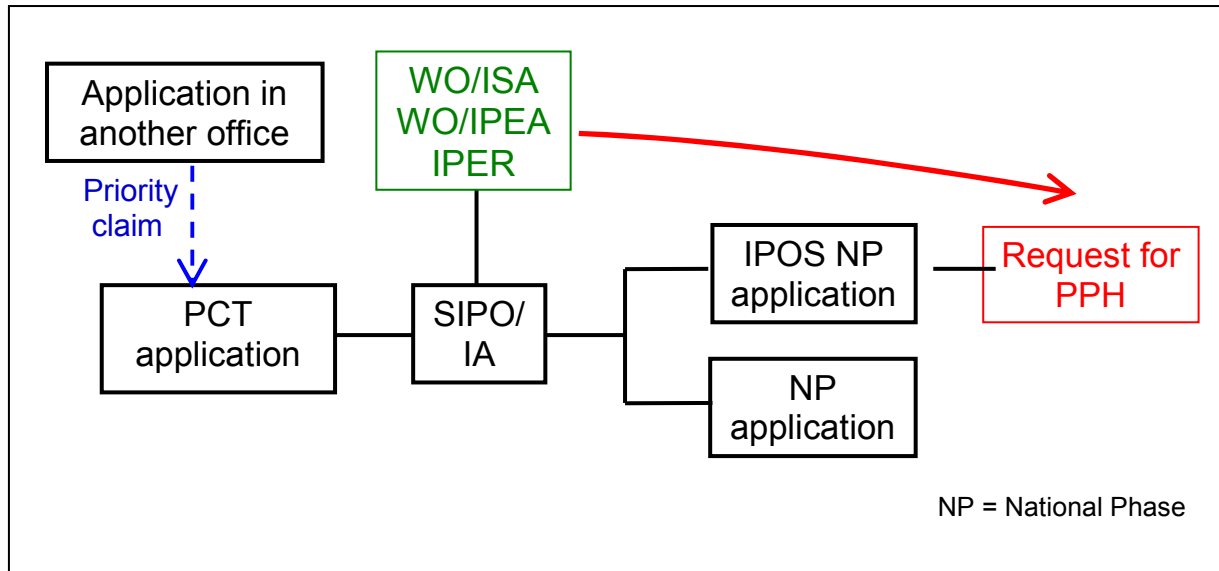 Application in
another office
WO/ISA
WO/IPEA
IPER
Priority
claim
PCT
application
SIPO/
IA
IPOS NP
application
Request for
PPH
NP
application
NP = National Phase